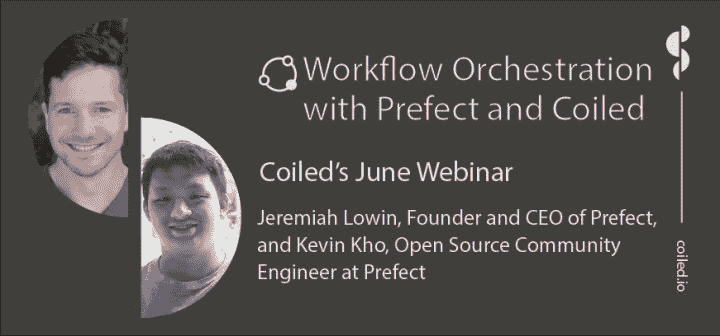 Workflow Orchestration
with Prefect and Coiled
Coiled's June Webinar
Jeremiah Lowin, Founder and CEO of Prefect,
and Kevin Kho, Open Source Community
Engineer at Prefect
coiled.io